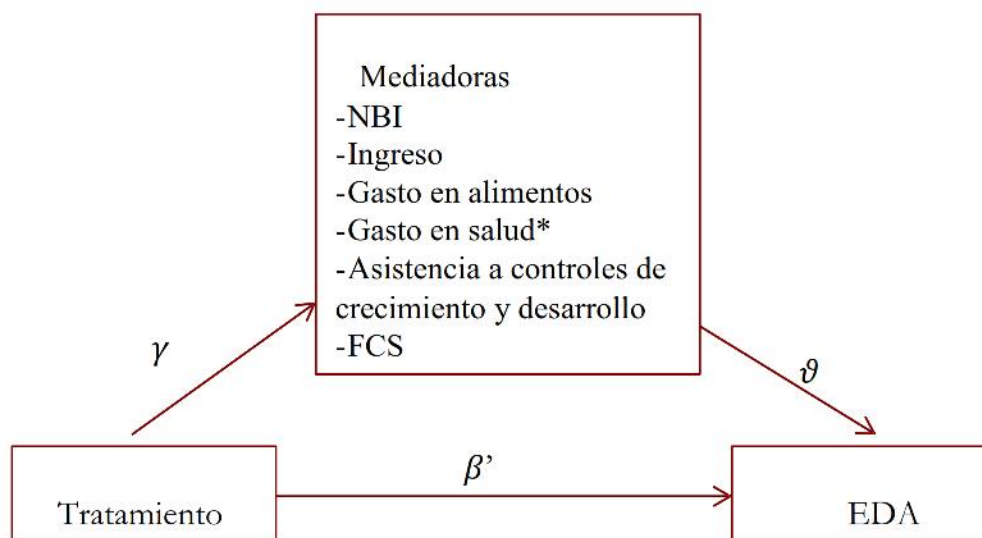 Mediadoras
-NBI
-Ingreso
-Gasto en alimentos
-Gasto en salud*
-Asistencia a controles de
crecimiento y desarrollo
-FCS
γ
ϑ
β’
Tratamiento
EDA